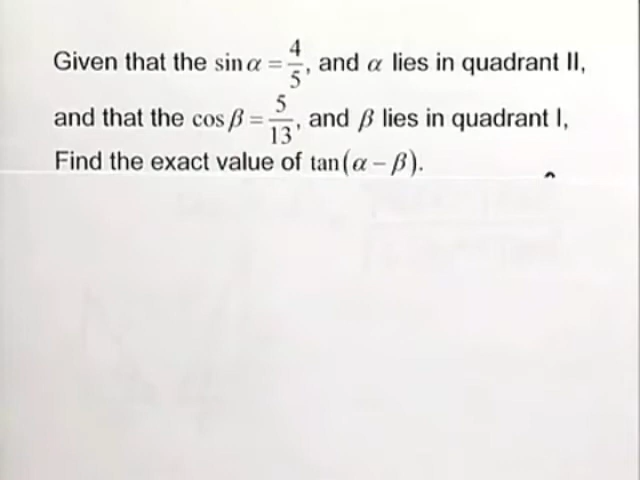 Given that the sin α = 4/5, and α lies in quadrant II,
and that the cos β = 5/13, and β lies in quadrant I,
Find the exact value of tan(α − β).